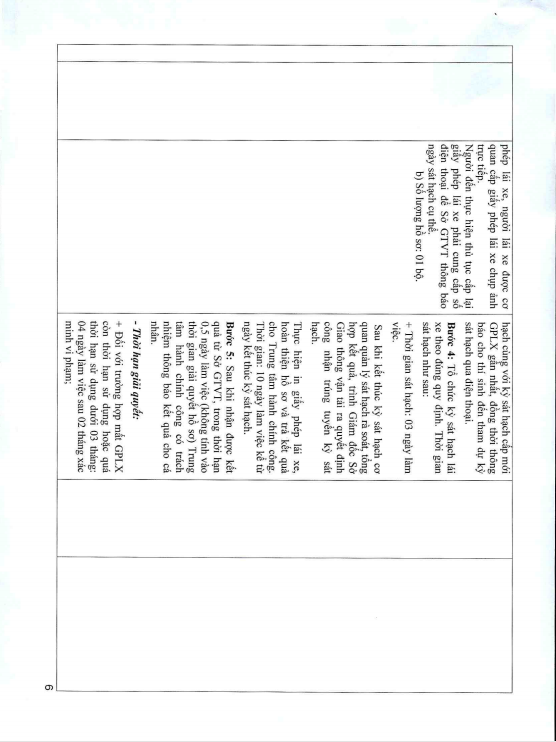 phép lái xe, người lái xe được cơ
quan cấp giấy phép lái xe chụp ảnh
trực tiếp.
Người đến thực hiện thủ tục cấp lại
giấy phép lái xe phải cung cấp số
điện thoại để Sở GTVT thông báo
ngày sát hạch cụ thể.
b) Số lượng hồ sơ: 01 bộ.
hạch cùng với kỳ sát hạch cấp mới
GPLX gần nhất, đồng thời thông
báo cho thí sinh đến tham dự kỳ
sát hạch qua điện thoại.
Bước 4: Tổ chức kỳ sát hạch lái
xe theo đúng quy định. Thời gian
sát hạch như sau:
+ Thời gian sát hạch: 03 ngày làm
việc.
Sau khi kết thúc kỳ sát hạch cơ
quan quản lý sát hạch rà soát, tổng
hợp kết quả, trình Giám đốc Sở
Giao thông vận tải ra quyết định
công nhận trúng tuyển kỳ sát
hạch.
Thực hiện in giấy phép lái xe,
hoàn thiện hồ sơ và trả kết quả
cho Trung tâm hành chính công.
Thời gian: 10 ngày làm việc kể từ
ngày kết thúc kỳ sát hạch.
Bước 5: Sau khi nhận được kết
quả từ Sở GTVT, trong thời hạn
0,5 ngày làm việc (không tính vào
thời gian giải quyết hồ sơ) Trung
tâm hành chính công có trách
nhiệm thông báo kết quả cho cá
nhân.
- Thời hạn giải quyết:
+ Đối với trường hợp mất GPLX
còn thời hạn sử dụng hoặc quá
thời hạn sử dụng dưới 03 tháng:
04 ngày làm việc sau 02 tháng xác
minh vi phạm;
6